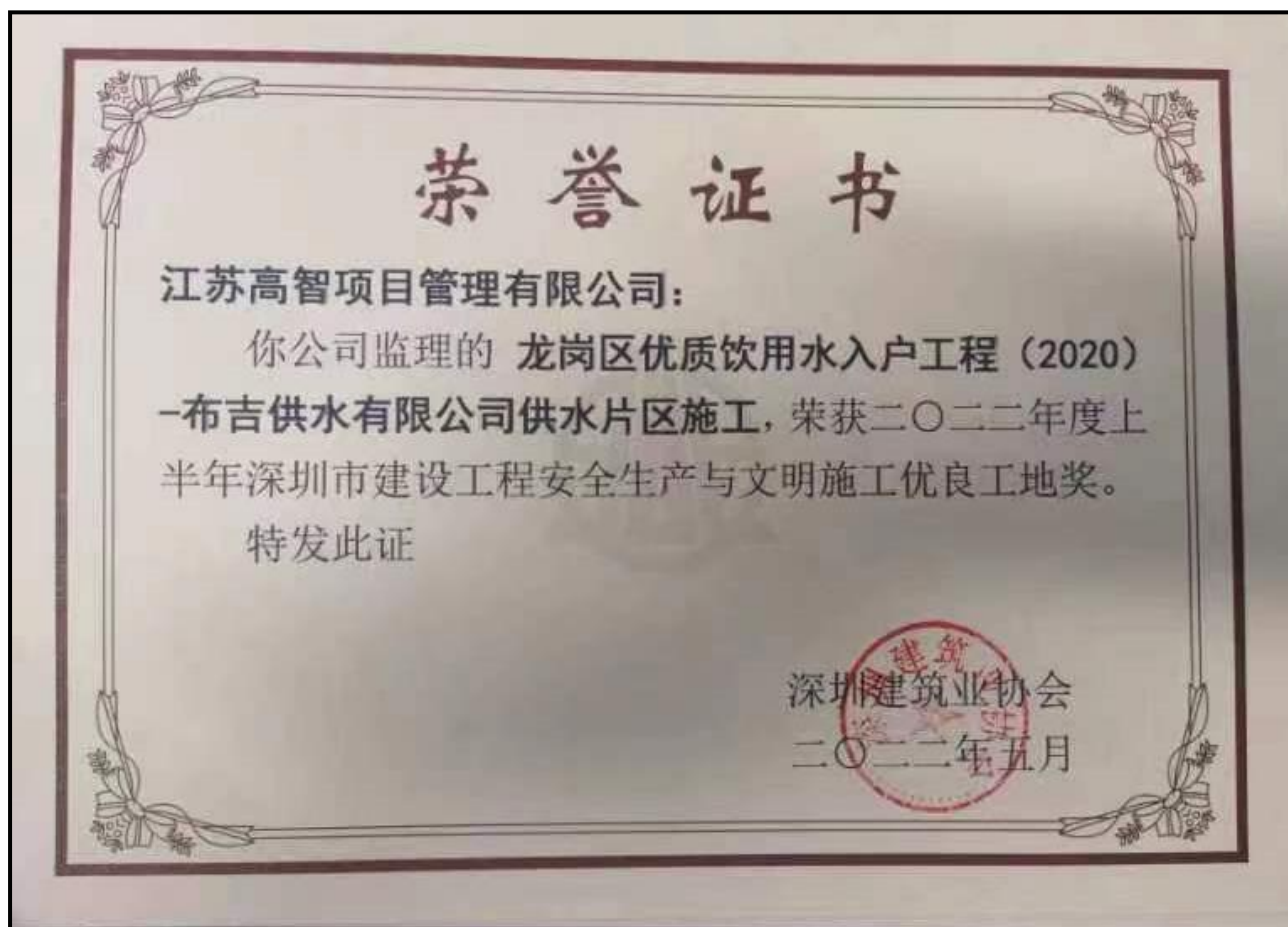 荣誉证书
江苏高智项目管理有限公司：
你公司监理的 龙岗区优质饮用水入户工程（2020）
-布吉供水有限公司供水片区施工，荣获二〇二二年度上
半年深圳市建设工程安全生产与文明施工优良工地奖。
特发此证
深圳建筑业协会
二〇二二年五月